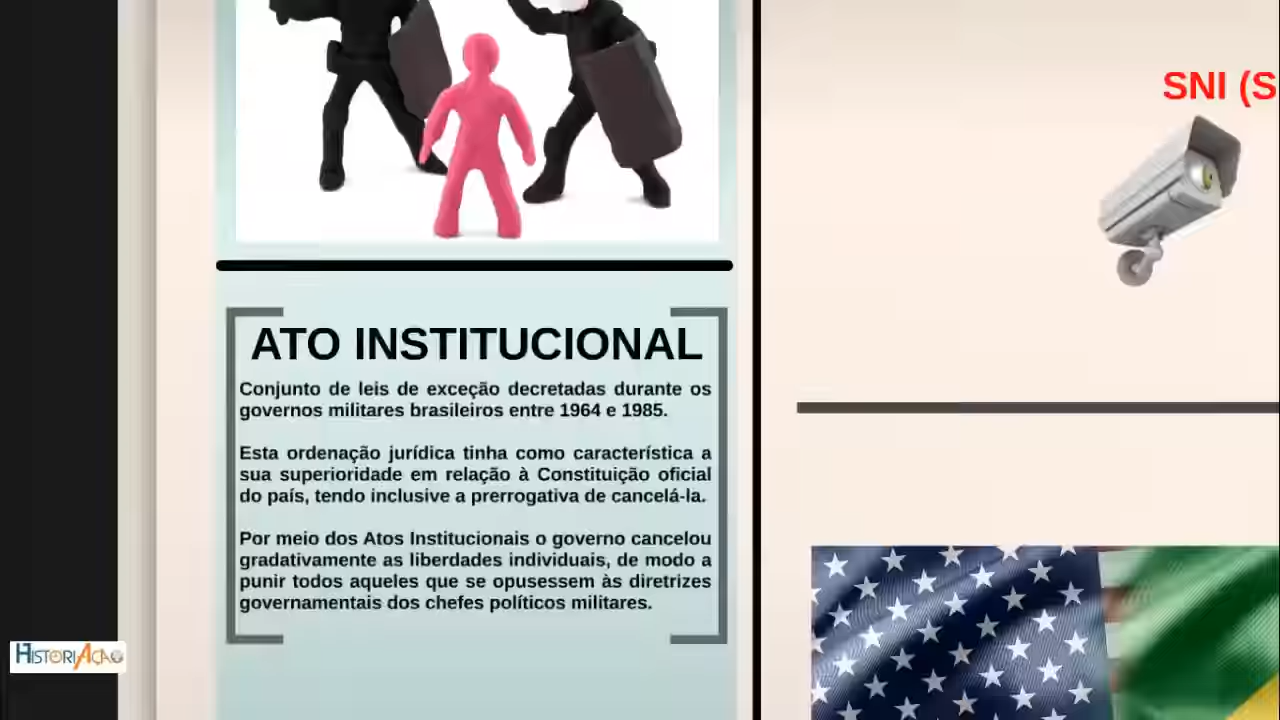 SNI (S
ATO INSTITUCIONAL
Conjunto de leis de exceção decretadas durante os
governos militares brasileiros entre 1964 e 1985.
Esta ordenação jurídica tinha como característica a
sua superioridade em relação à Constituição oficial
do país, tendo inclusive a prerrogativa de cancelá-la.
Por meio dos Atos Institucionais o governo cancelou
gradativamente as liberdades individuais, de modo a
punir todos aqueles que se opusessem às diretrizes
governamentais dos chefes políticos militares.
HISTORIAÇÃO